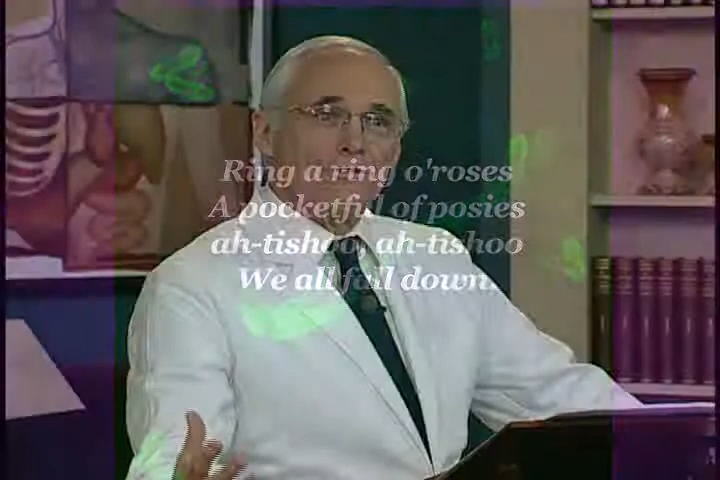 Ring a ring o'roses
A pocketful of posies
ah-tishoo, ah-tishoo
We all fall down.